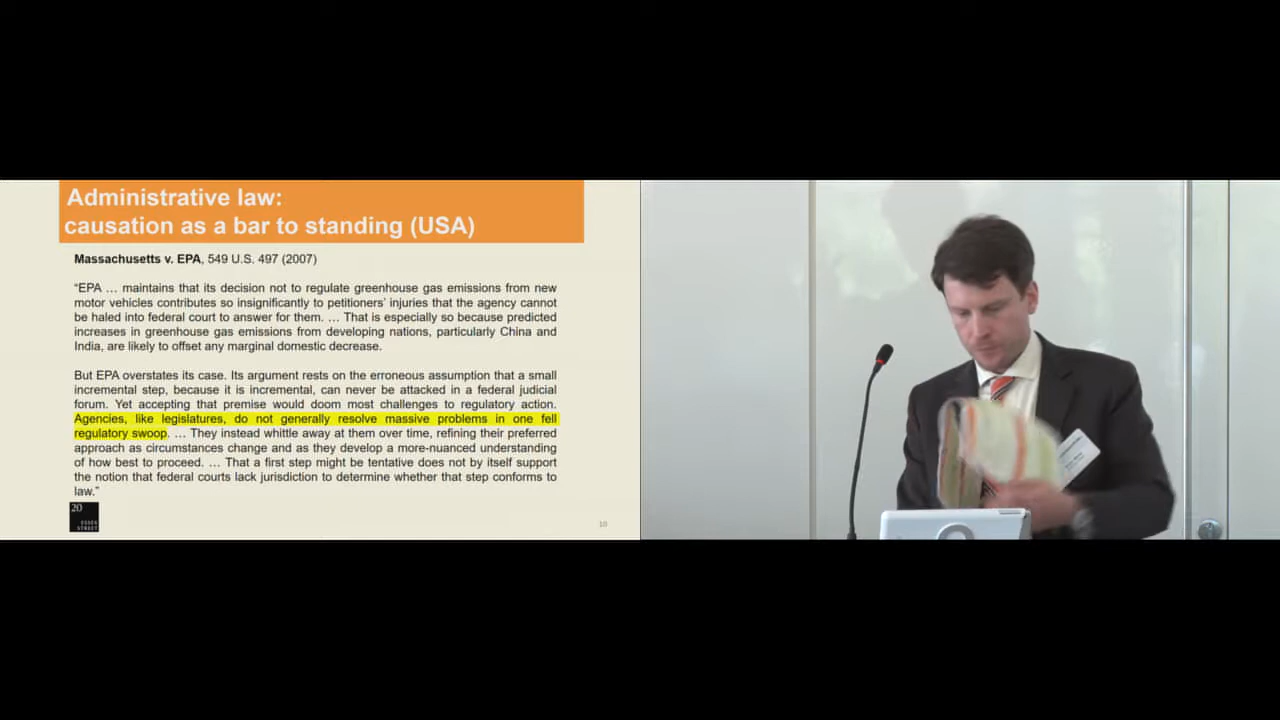 Administrative law:
causation as a bar to standing (USA)
Massachusetts v. EPA, 549 U.S. 497 (2007)
“EPA … maintains that its decision not to regulate greenhouse gas emissions from new
motor vehicles contributes so insignificantly to petitioners’ injuries that the agency cannot
be haled into federal court to answer for them. … That is especially so because predicted
increases in greenhouse gas emissions from developing nations, particularly China and
India, are likely to offset any marginal domestic decrease.
But EPA overstates its case. Its argument rests on the erroneous assumption that a small
incremental step, because it is incremental, can never be attacked in a federal judicial
forum. Yet accepting that premise would doom most challenges to regulatory action.
Agencies, like legislatures, do not generally resolve massive problems in one fell
regulatory swoop. … They instead whittle away at them over time, refining their preferred
approach as circumstances change and as they develop a more-nuanced understanding
of how best to proceed. … That a first step might be tentative does not by itself support
the notion that federal courts lack jurisdiction to determine whether that step conforms to
law.”
20
ESSEX
STREET
10